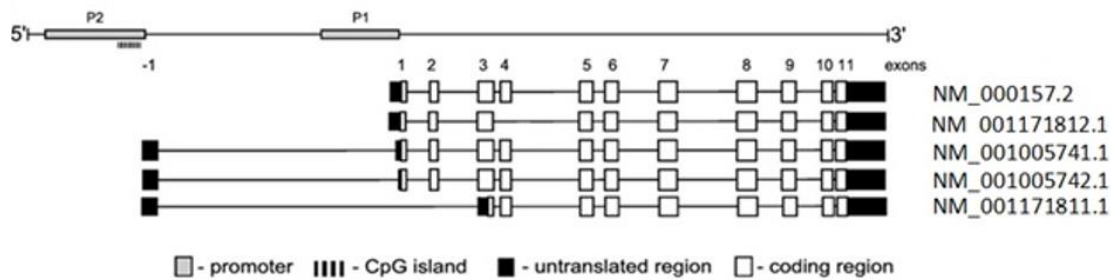 P2 P1
5' 3'
-1 1 2 3 4 5 6 7 8 9 10 11 exons
NM_000157.2
NM_001171812.1
NM_001005741.1
NM_001005742.1
NM_001171811.1
- promoter - CpG island - untranslated region - coding region